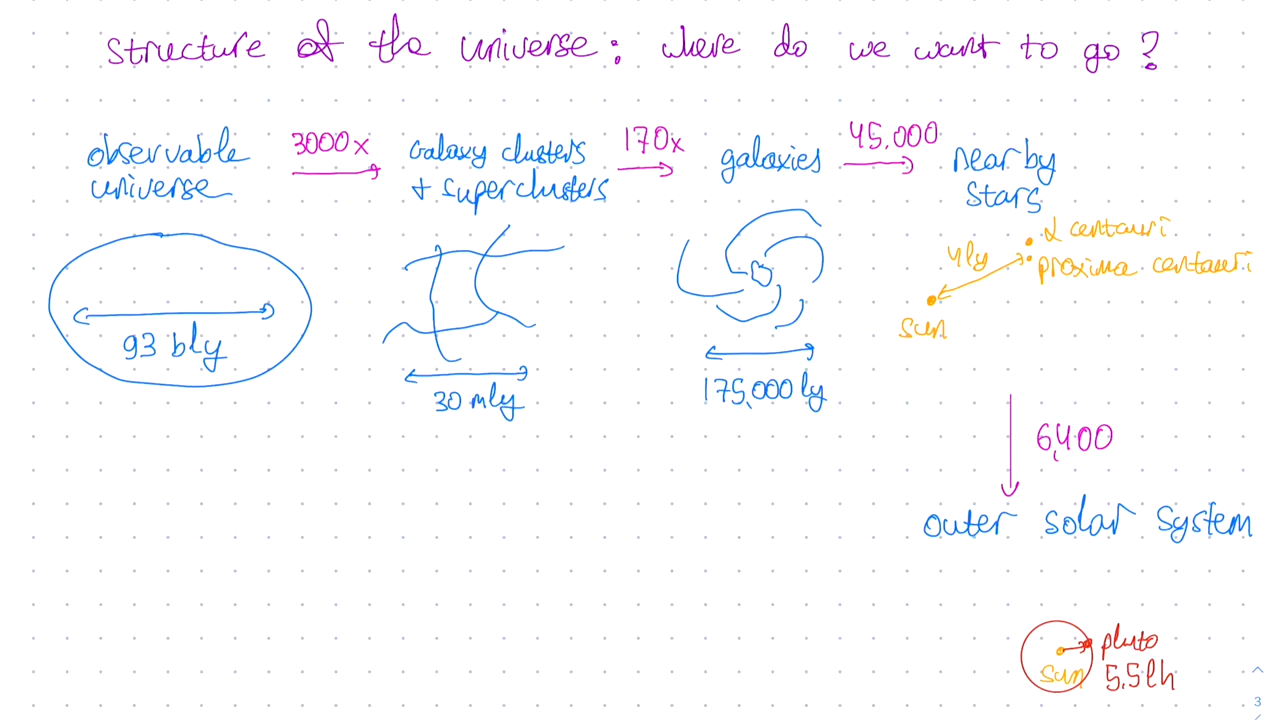 structure of the universe: where do we want to go?
observable
universe
3000x
Galaxy clusters
+ superclusters
170x
galaxies
45,000
nearby
stars
93 bly
30 mly
175,000 ly
4ly
α centauri
proxima centauri
sun
6,400
outer solar system
sun
pluto
5.5lh
3